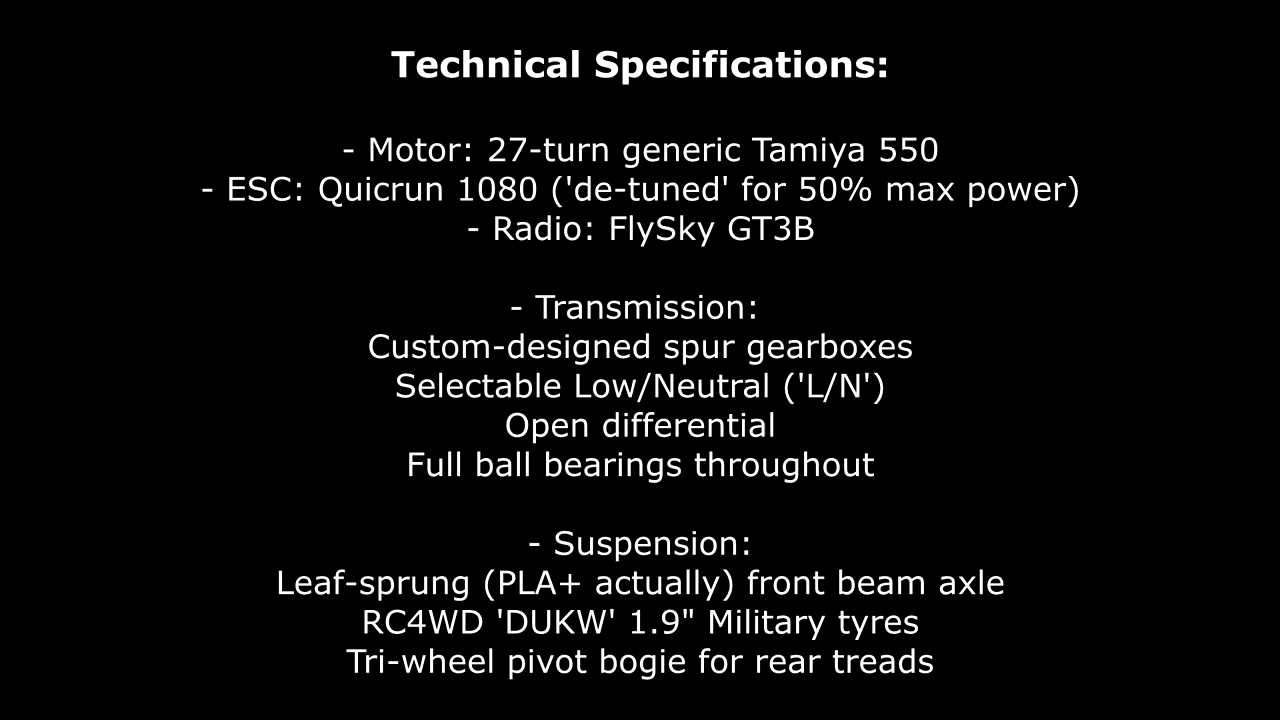 Technical Specifications:
- Motor: 27-turn generic Tamiya 550
- ESC: Quicrun 1080 ('de-tuned' for 50% max power)
- Radio: FlySky GT3B
- Transmission:
Custom-designed spur gearboxes
Selectable Low/Neutral ('L/N')
Open differential
Full ball bearings throughout
- Suspension:
Leaf-sprung (PLA+ actually) front beam axle
RC4WD 'DUKW' 1.9" Military tyres
Tri-wheel pivot bogie for rear treads